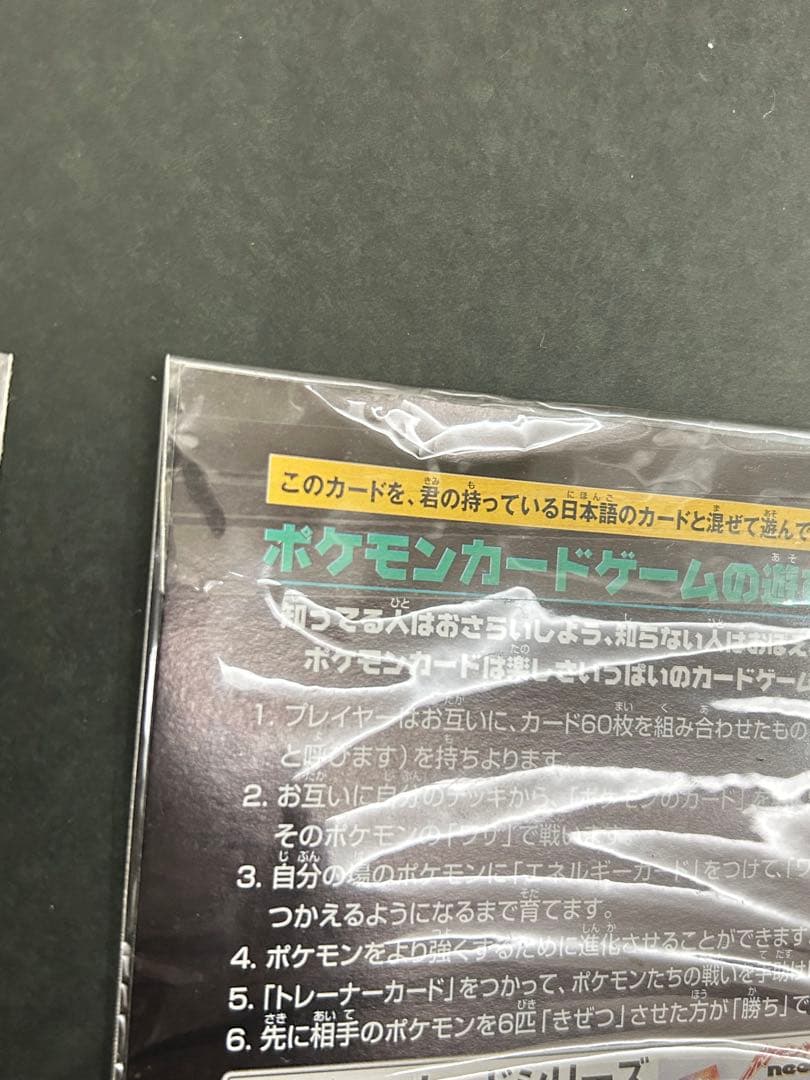 このカードを、君の持っている日本語のカードと混ぜて遊んで
ポケモンカードゲームの遊
知ってる人はおさらいしよう、知らない人はおぼえ
ポケモンカードは楽しさいっぱいのカードゲーム
1. プレイヤーはお互いに、カード60枚を組み合わせたもの
と呼びます)を持ちよります。
2. お互いに自分のデッキから、「ポケモンのカード」を
そのポケモンの「ワザ」で戦います
3. 自分の場のポケモンに「エネルギーカード」をつけて、「ワ
つかえるようになるまで育てます。
4. ポケモンをより強くするために進化させることができます
5. 「トレーナーカード」をつかって、ポケモンたちの戦いを手助け
6. 先に相手のポケモンを6匹「きぜつ」させた方が「勝ち」で
カードシリーズ
neo